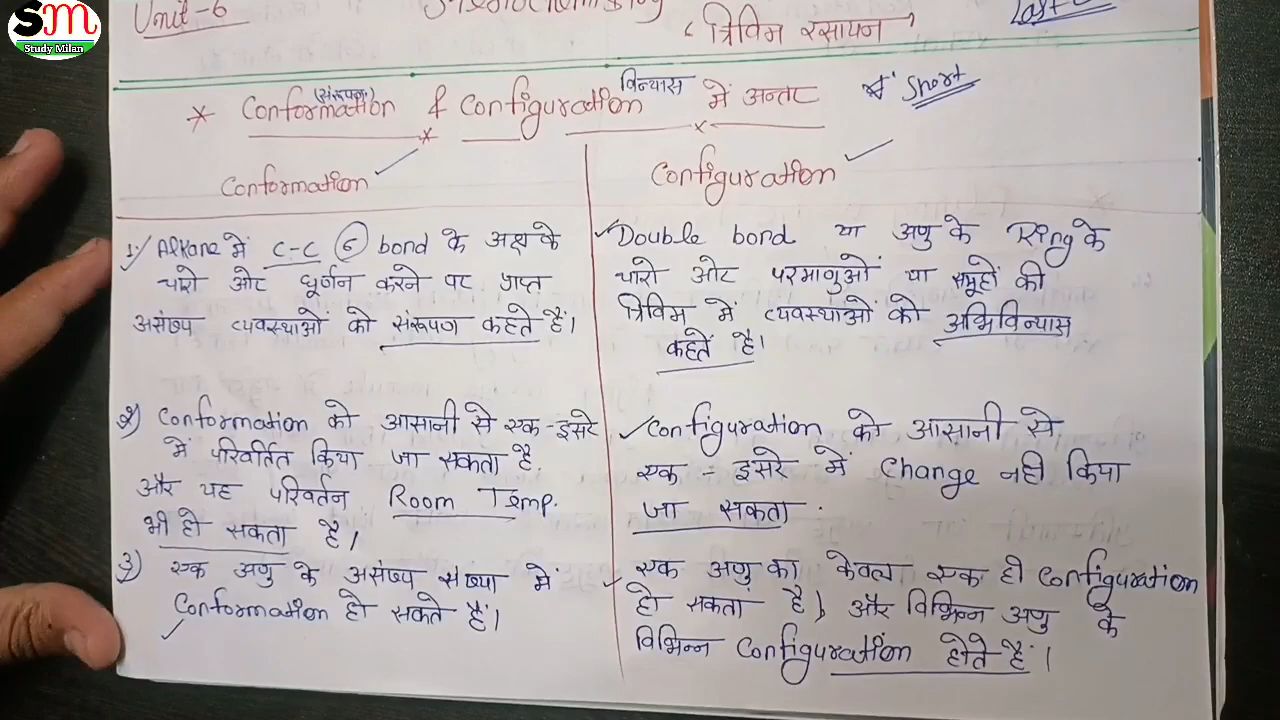 SM
Study Milan
Unit-6
( त्रिविम रसायन )
* Conformation (संरूपण) & Configuration विन्यास में अन्तर
Short
Conformation
Configuration
1) Alkane में C-C (6) bond के अक्ष के
चारो ओर धूर्णन करने पर प्राप्त
असंख्य व्यवस्थाओं को संरूपण कहते हैं।
Double bond या अणु के Ring के
चारो ओर परमाणुओं या समूहों की
त्रिविम में व्यवस्थाओं को अभिविन्यास
कहते है।
2) Conformation को आसानी से एक-दूसरे
में परिवर्तित किया जा सकता है
और यह परिवर्तन Room Temp.
भी हो सकता है।
Configuration को आसानी से
एक-दूसरे में change नही किया
जा सकता .
3) एक अणु के असंख्य संख्या में
Conformation हो सकते हैं।
एक अणु का केवल एक ही Configuration
हो सकता है, और विभिन्न अणु के
विभिन्न Configuration होते हैं।